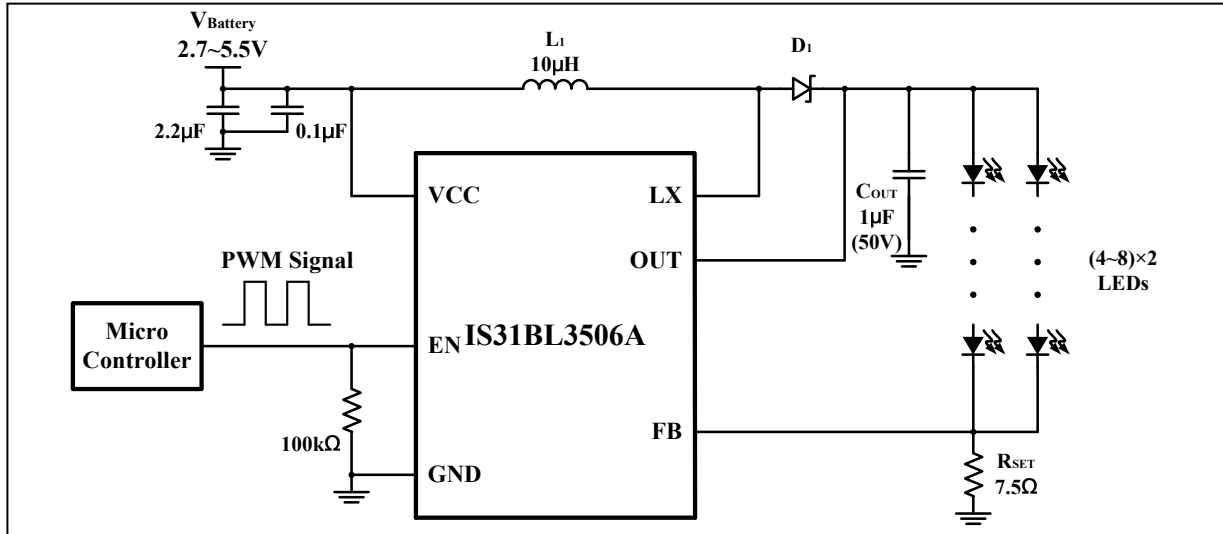 VBattery
2.7~5.5V
L1
10μH
D1
2.2μF
0.1μF
VCC
LX
COUT
1μF
(50V)
OUT
PWM Signal
(4~8)×2
LEDs
Micro
Controller
EN
IS31BL3506A
100kΩ
FB
GND
RSET
7.5Ω